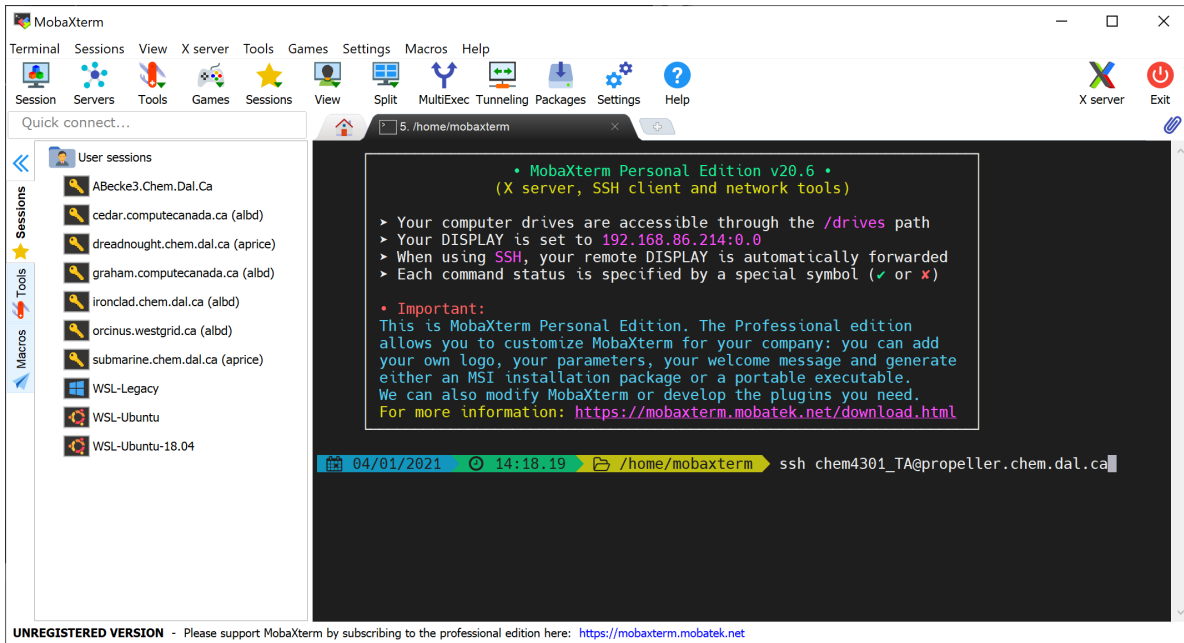 MobaXterm
Terminal Sessions View X server Tools Games Settings Macros Help
Session Servers Tools Games Sessions View Split MultiExec Tunneling Packages Settings Help X server Exit
Quick connect...
5. /home/mobaxterm
Sessions
Tools
Macros
User sessions
ABecke3.Chem.Dal.Ca
cedar.computecanada.ca (albd)
dreadnought.chem.dal.ca (aprice)
graham.computecanada.ca (albd)
ironclad.chem.dal.ca (albd)
orcinus.westgrid.ca (albd)
submarine.chem.dal.ca (aprice)
WSL-Legacy
WSL-Ubuntu
WSL-Ubuntu-18.04
• MobaXterm Personal Edition v20.6 •
(X server, SSH client and network tools)
➤ Your computer drives are accessible through the /drives path
➤ Your DISPLAY is set to 192.168.86.214:0.0
➤ When using SSH, your remote DISPLAY is automatically forwarded
➤ Each command status is specified by a special symbol (✔ or ✘)
• Important:
This is MobaXterm Personal Edition. The Professional edition
allows you to customize MobaXterm for your company: you can add
your own logo, your parameters, your welcome message and generate
either an MSI installation package or a portable executable.
We can also modify MobaXterm or develop the plugins you need.
For more information: https://mobaxterm.mobatek.net/download.html
04/01/2021 14:18.19 /home/mobaxterm ssh chem4301_TA@propeller.chem.dal.ca
UNREGISTERED VERSION - Please support MobaXterm by subscribing to the professional edition here: https://mobaxterm.mobatek.net